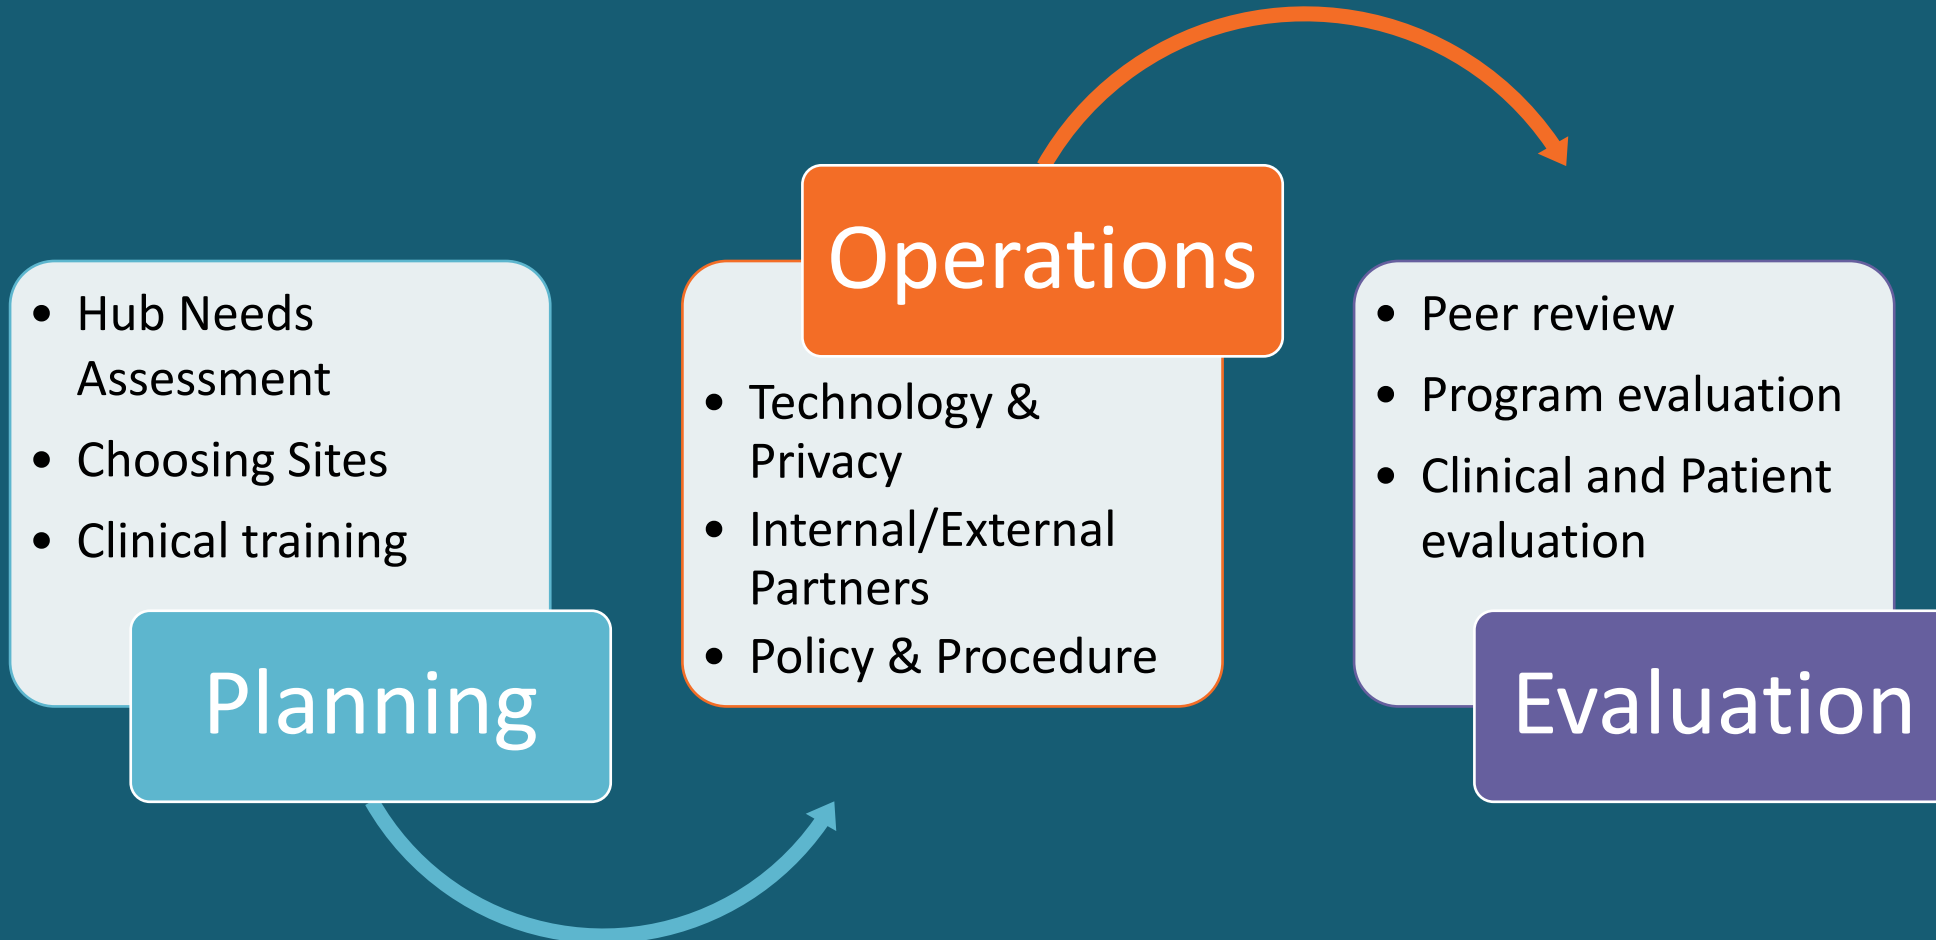 • Hub Needs
Assessment
• Choosing Sites
• Clinical training
Planning
Operations
• Technology &
Privacy
• Internal/External
Partners
• Policy & Procedure
• Peer review
• Program evaluation
• Clinical and Patient
evaluation
Evaluation